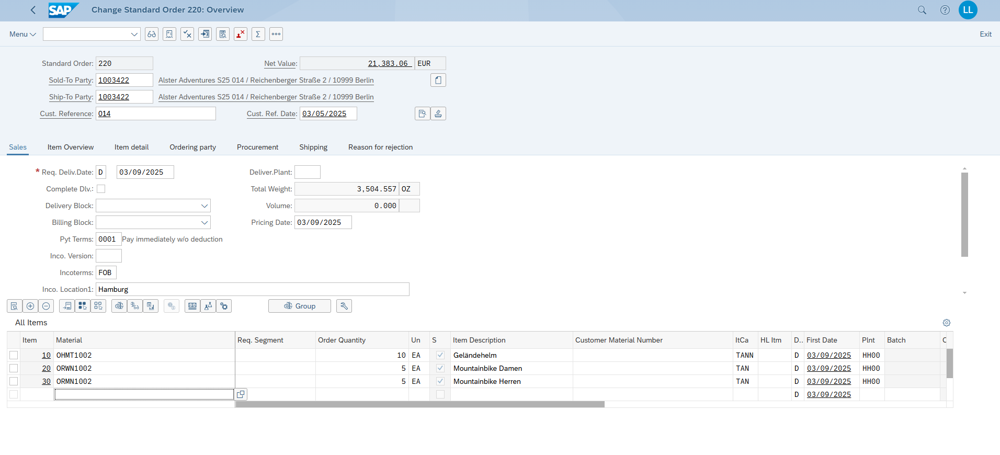 SAP Change Standard Order 220: Overview LL
Menu Exit
Standard Order: 220 Net Value: 21,383.06 EUR
Sold-To Party: 1003422 Alster Adventures S25 014 / Reichenberger Straße 2 / 10999 Berlin
Ship-To Party: 1003422 Alster Adventures S25 014 / Reichenberger Straße 2 / 10999 Berlin
Cust. Reference: 014 Cust. Ref. Date: 03/05/2025
Sales Item Overview Item detail Ordering party Procurement Shipping Reason for rejection
* Req. Deliv.Date: D 03/09/2025 Deliver.Plant:
Complete Dlv.: Total Weight: 3,504.557 OZ
Delivery Block: Volume: 0.000
Billing Block: Pricing Date: 03/09/2025
Pyt Terms: 0001 Pay immediately w/o deduction
Inco. Version:
Incoterms: FOB
Inco. Location1: Hamburg
Group
All Items
Item Material Req. Segment Order Quantity Un S Item Description Customer Material Number ItCa HL Itm D.. First Date Plnt Batch C
10 OHMT1002 10 EA Geländehelm TANN D 03/09/2025 HH00
20 ORWN1002 5 EA Mountainbike Damen TAN D 03/09/2025 HH00
30 ORMN1002 5 EA Mountainbike Herren TAN D 03/09/2025 HH00
D 03/09/2025